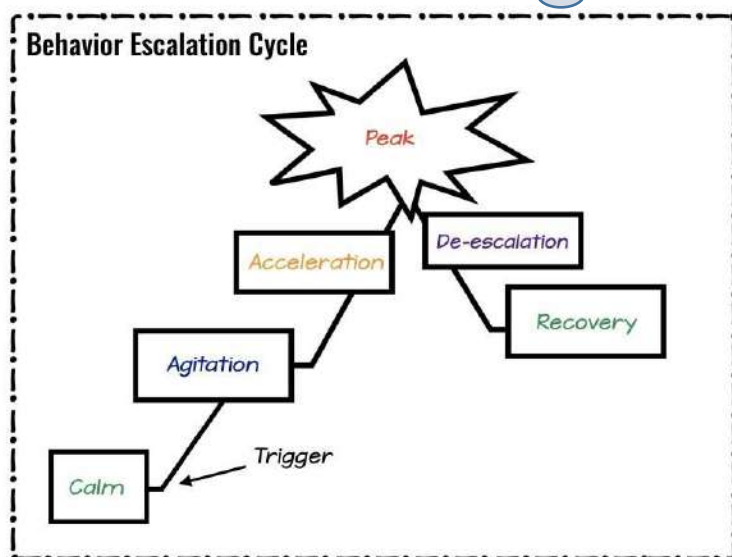 Behavior Escalation Cycle
Peak
De-escalation
Acceleration
Recovery
Agitation
Trigger
Calm